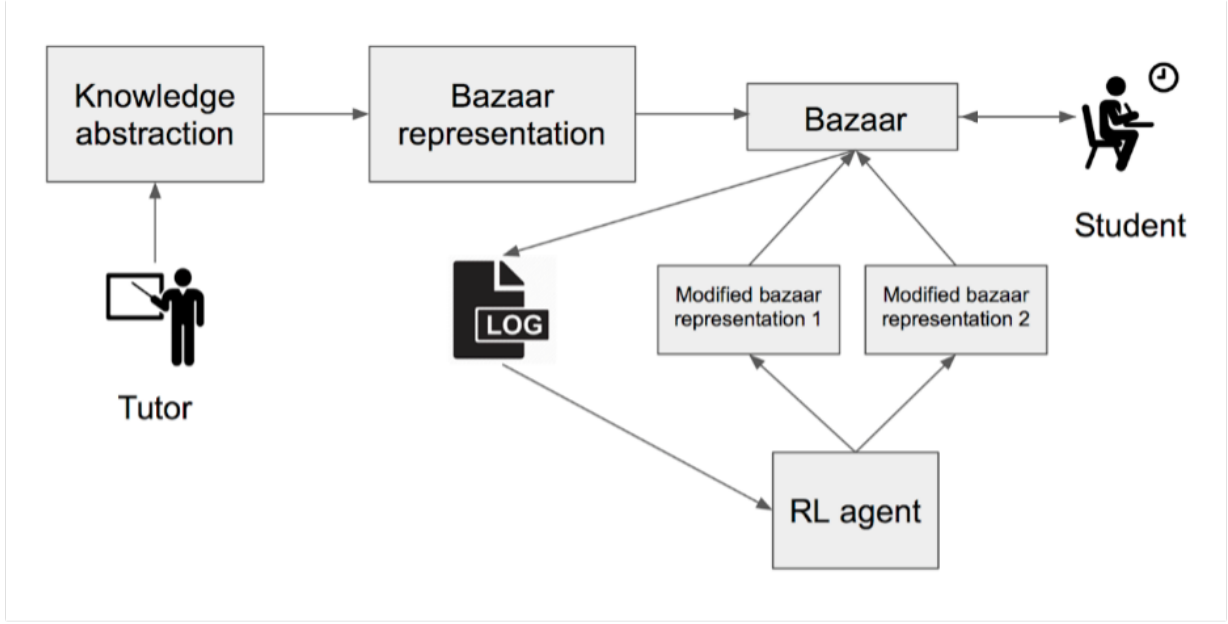 Knowledge
abstraction
Bazaar
representation
Bazaar
Student
Tutor
LOG
Modified bazaar
representation 1
Modified bazaar
representation 2
RL agent